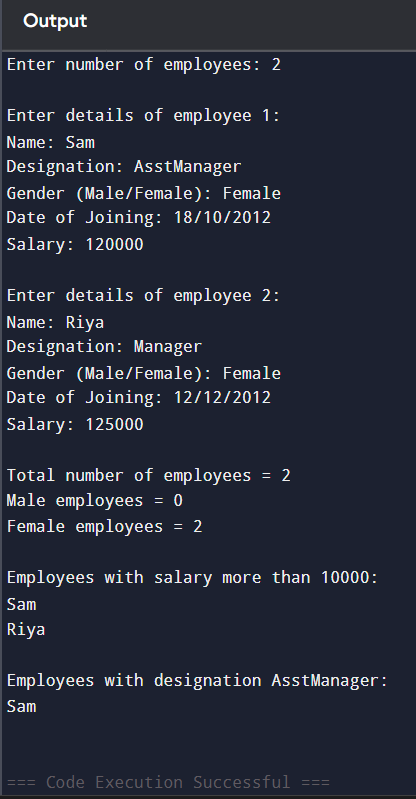 Output
Enter number of employees: 2
Enter details of employee 1:
Name: Sam
Designation: AsstManager
Gender (Male/Female): Female
Date of Joining: 18/10/2012
Salary: 120000
Enter details of employee 2:
Name: Riya
Designation: Manager
Gender (Male/Female): Female
Date of Joining: 12/12/2012
Salary: 125000
Total number of employees = 2
Male employees = 0
Female employees = 2
Employees with salary more than 10000:
Sam
Riya
Employees with designation AsstManager:
Sam
=== Code Execution Successful ===